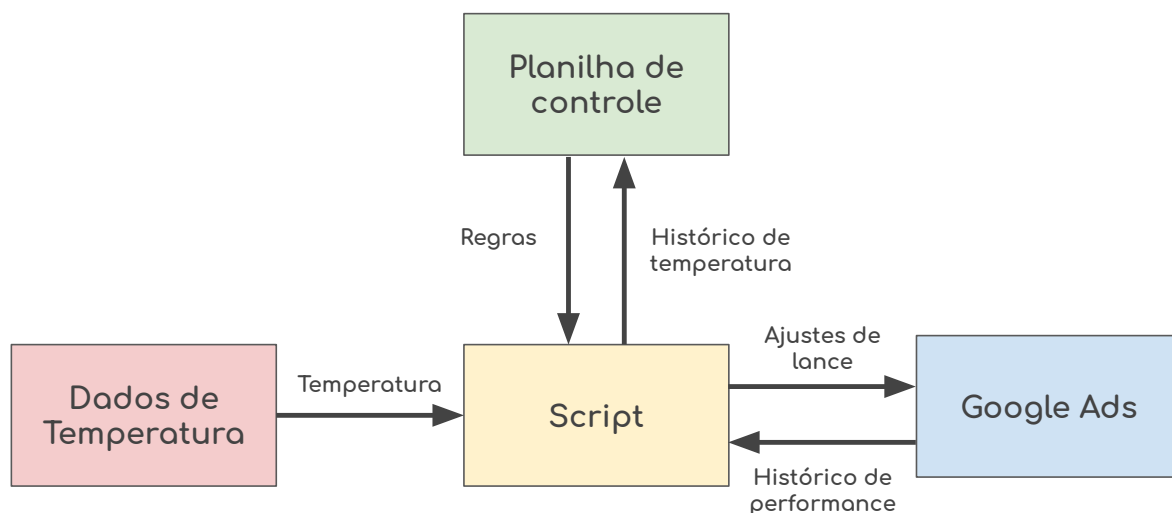 Planilha de
controle
Regras
Histórico de
temperatura
Ajustes de
lance
Dados de
Temperatura
Temperatura
Script
Google Ads
Histórico de
performance